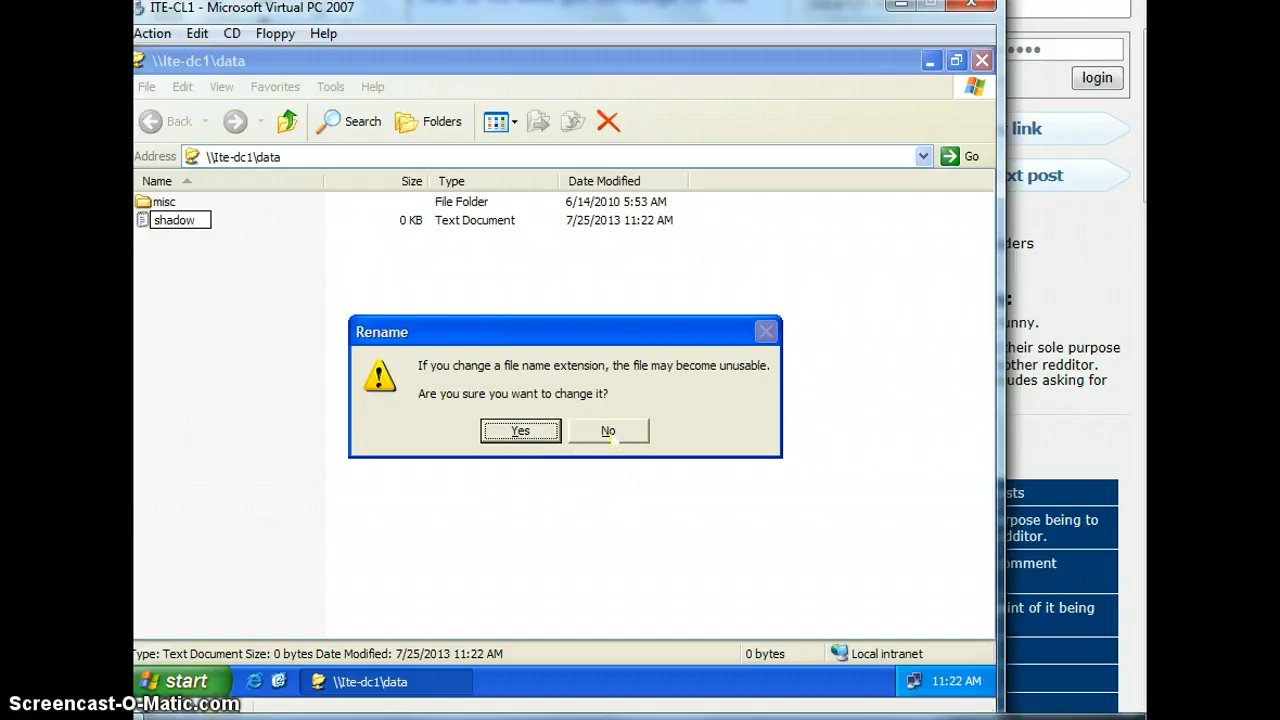 ITE-CL1 - Microsoft Virtual PC 2007
Action Edit CD Floppy Help
\\Ite-dc1\data
File Edit View Favorites Tools Help
Back Search Folders
Address \\Ite-dc1\data Go
Name Size Type Date Modified
misc File Folder 6/14/2010 5:53 AM
shadow 0 KB Text Document 7/25/2013 11:22 AM
Rename
If you change a file name extension, the file may become unusable.
Are you sure you want to change it?
Yes No
Type: Text Document Size: 0 bytes Date Modified: 7/25/2013 11:22 AM 0 bytes Local intranet
start \\Ite-dc1\data 11:22 AM
login
link
xt post
ders
unny.
heir sole purpose
other redditor.
udes asking for
sts
rpose being to
dditor.
omment
int of it being
Screencast-O-Matic.com